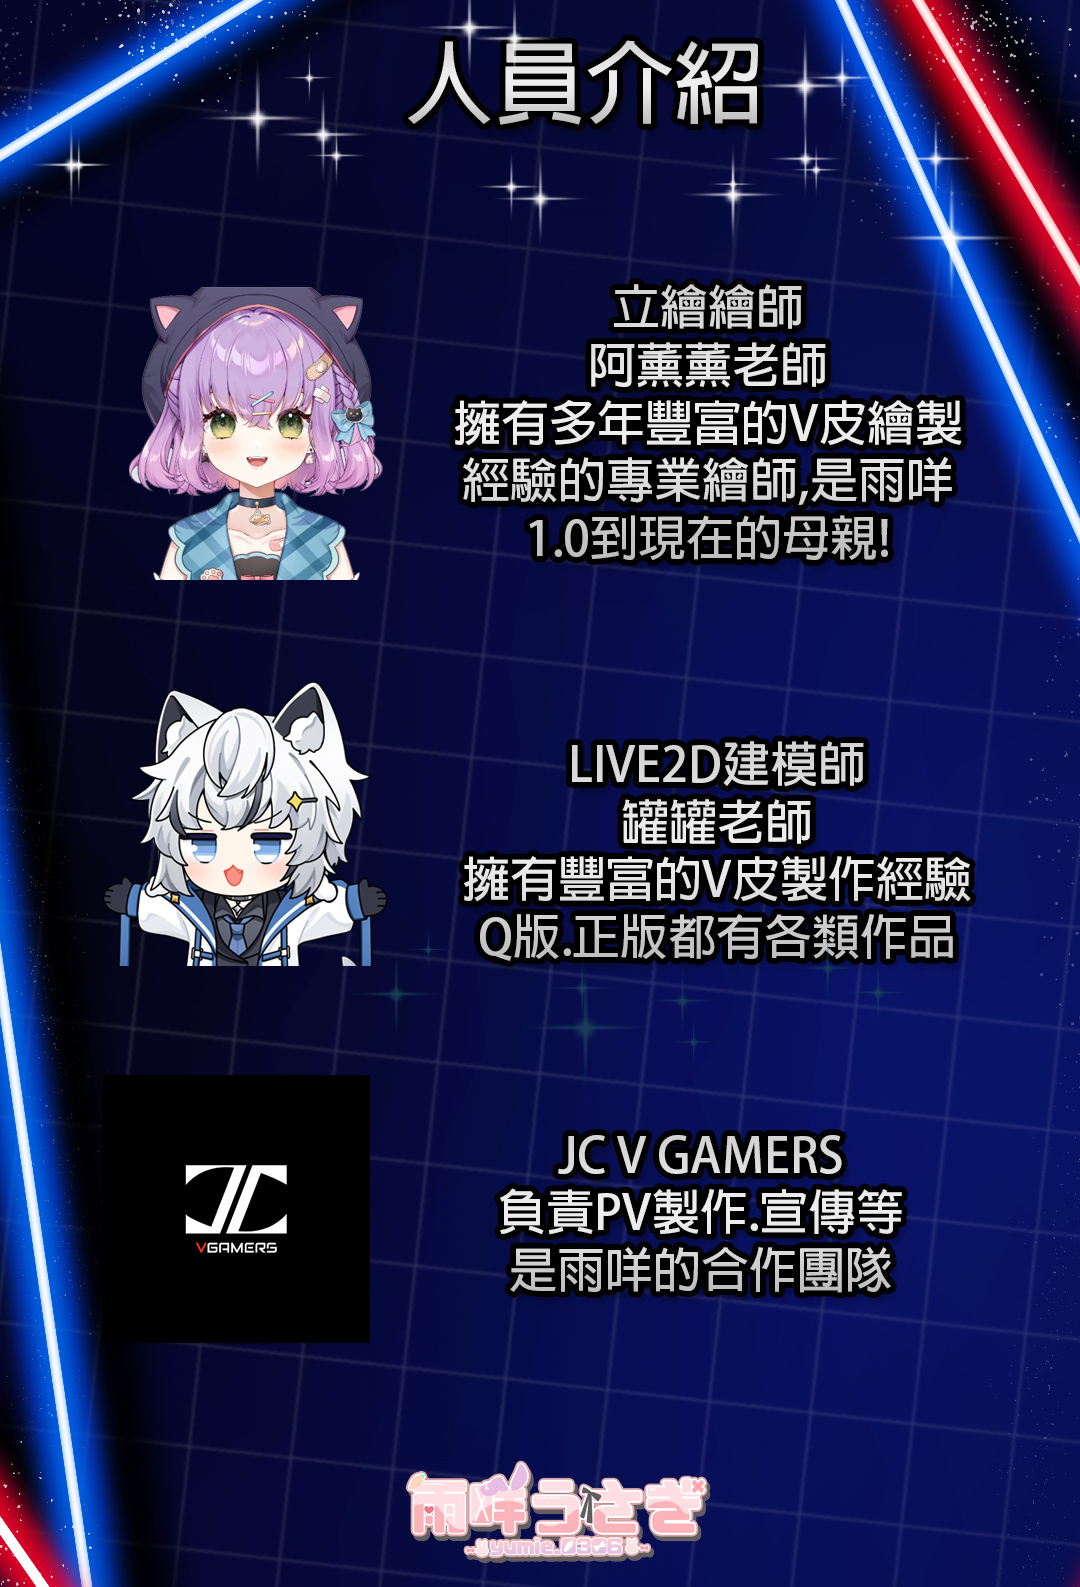 人員介紹
立繪繪師
阿薰薰老師
擁有多年豐富的V皮繪製
經驗的專業繪師,是雨咩
1.0到現在的母親!
LIVE2D建模師
罐罐老師
擁有豐富的V皮製作經驗
Q版.正版都有各類作品
JC
VGAMERS
JC V GAMERS
負責PV製作.宣傳等
是雨咩的合作團隊
雨咩うさぎ
yumie_0306